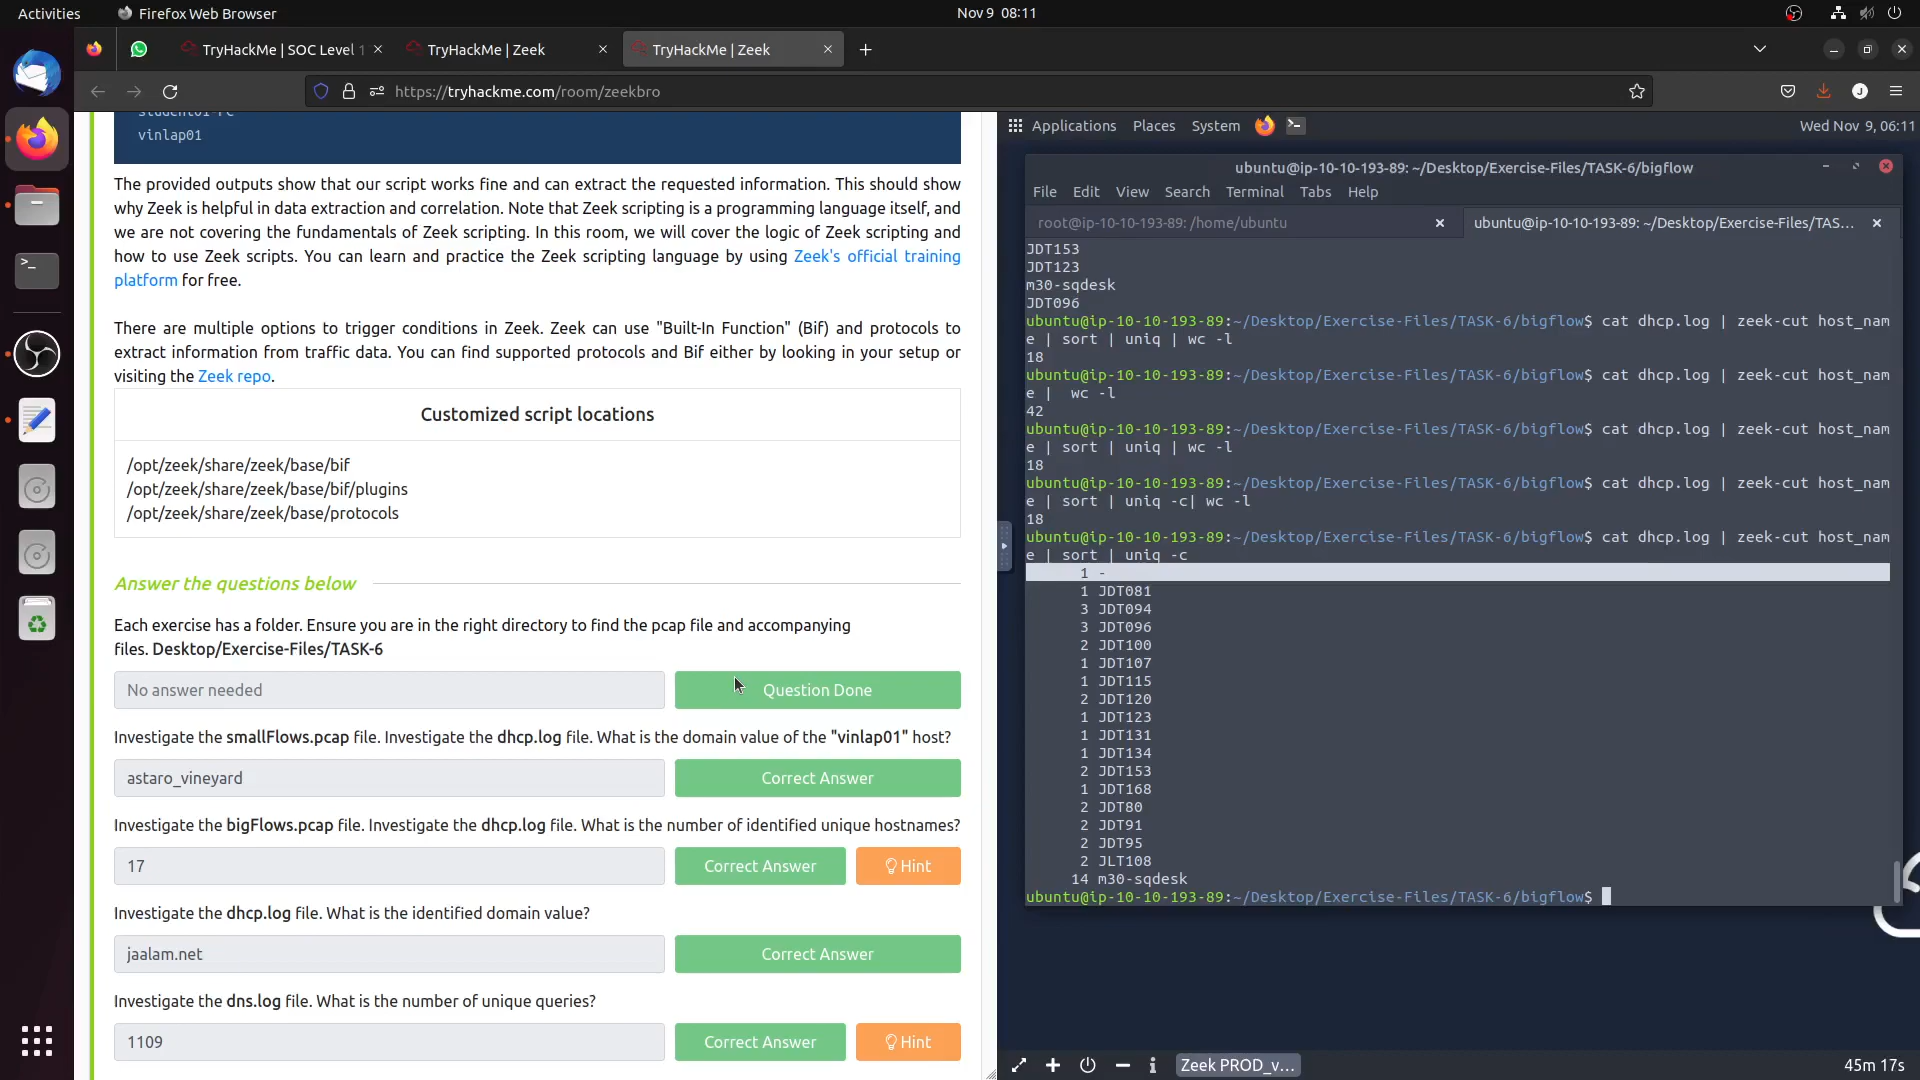 Activities
Firefox Web Browser
Nov 9 08:11
TryHackMe | SOC Level 1
TryHackMe | Zeek
TryHackMe | Zeek
https://tryhackme.com/room/zeekbro
student01-PC
vinlap01
The provided outputs show that our script works fine and can extract the requested information. This should show
why Zeek is helpful in data extraction and correlation. Note that Zeek scripting is a programming language itself, and
we are not covering the fundamentals of Zeek scripting. In this room, we will cover the logic of Zeek scripting and
how to use Zeek scripts. You can learn and practice the Zeek scripting language by using Zeek's official training
platform for free.
There are multiple options to trigger conditions in Zeek. Zeek can use "Built-In Function" (Bif) and protocols to
extract information from traffic data. You can find supported protocols and Bif either by looking in your setup or
visiting the Zeek repo.
Customized script locations
/opt/zeek/share/zeek/base/bif
/opt/zeek/share/zeek/base/bif/plugins
/opt/zeek/share/zeek/base/protocols
Answer the questions below
Each exercise has a folder. Ensure you are in the right directory to find the pcap file and accompanying
files. Desktop/Exercise-Files/TASK-6
No answer needed
Question Done
Investigate the smallFlows.pcap file. Investigate the dhcp.log file. What is the domain value of the "vinlap01" host?
astaro_vineyard
Correct Answer
Investigate the bigFlows.pcap file. Investigate the dhcp.log file. What is the number of identified unique hostnames?
17
Correct Answer
Hint
Investigate the dhcp.log file. What is the identified domain value?
jaalam.net
Correct Answer
Investigate the dns.log file. What is the number of unique queries?
1109
Correct Answer
Hint
Applications
Places
System
Wed Nov 9, 06:11
ubuntu@ip-10-10-193-89: ~/Desktop/Exercise-Files/TASK-6/bigflow
File Edit View Search Terminal Tabs Help
root@ip-10-10-193-89: /home/ubuntu
ubuntu@ip-10-10-193-89: ~/Desktop/Exercise-Files/TAS...
JDT153
JDT123
m30-sqdesk
JDT096
ubuntu@ip-10-10-193-89:~/Desktop/Exercise-Files/TASK-6/bigflow$ cat dhcp.log | zeek-cut host_nam
e | sort | uniq | wc -l
18
ubuntu@ip-10-10-193-89:~/Desktop/Exercise-Files/TASK-6/bigflow$ cat dhcp.log | zeek-cut host_nam
e |  wc -l
42
ubuntu@ip-10-10-193-89:~/Desktop/Exercise-Files/TASK-6/bigflow$ cat dhcp.log | zeek-cut host_nam
e | sort | uniq | wc -l
18
ubuntu@ip-10-10-193-89:~/Desktop/Exercise-Files/TASK-6/bigflow$ cat dhcp.log | zeek-cut host_nam
e | sort | uniq -c| wc -l
18
ubuntu@ip-10-10-193-89:~/Desktop/Exercise-Files/TASK-6/bigflow$ cat dhcp.log | zeek-cut host_nam
e | sort | uniq -c
1 -
1 JDT081
3 JDT094
3 JDT096
2 JDT100
1 JDT107
1 JDT115
2 JDT120
1 JDT123
1 JDT131
1 JDT134
2 JDT153
1 JDT168
2 JDT80
2 JDT91
2 JDT95
2 JLT108
14 m30-sqdesk
ubuntu@ip-10-10-193-89:~/Desktop/Exercise-Files/TASK-6/bigflow$
Zeek PROD_v...
45m 17s